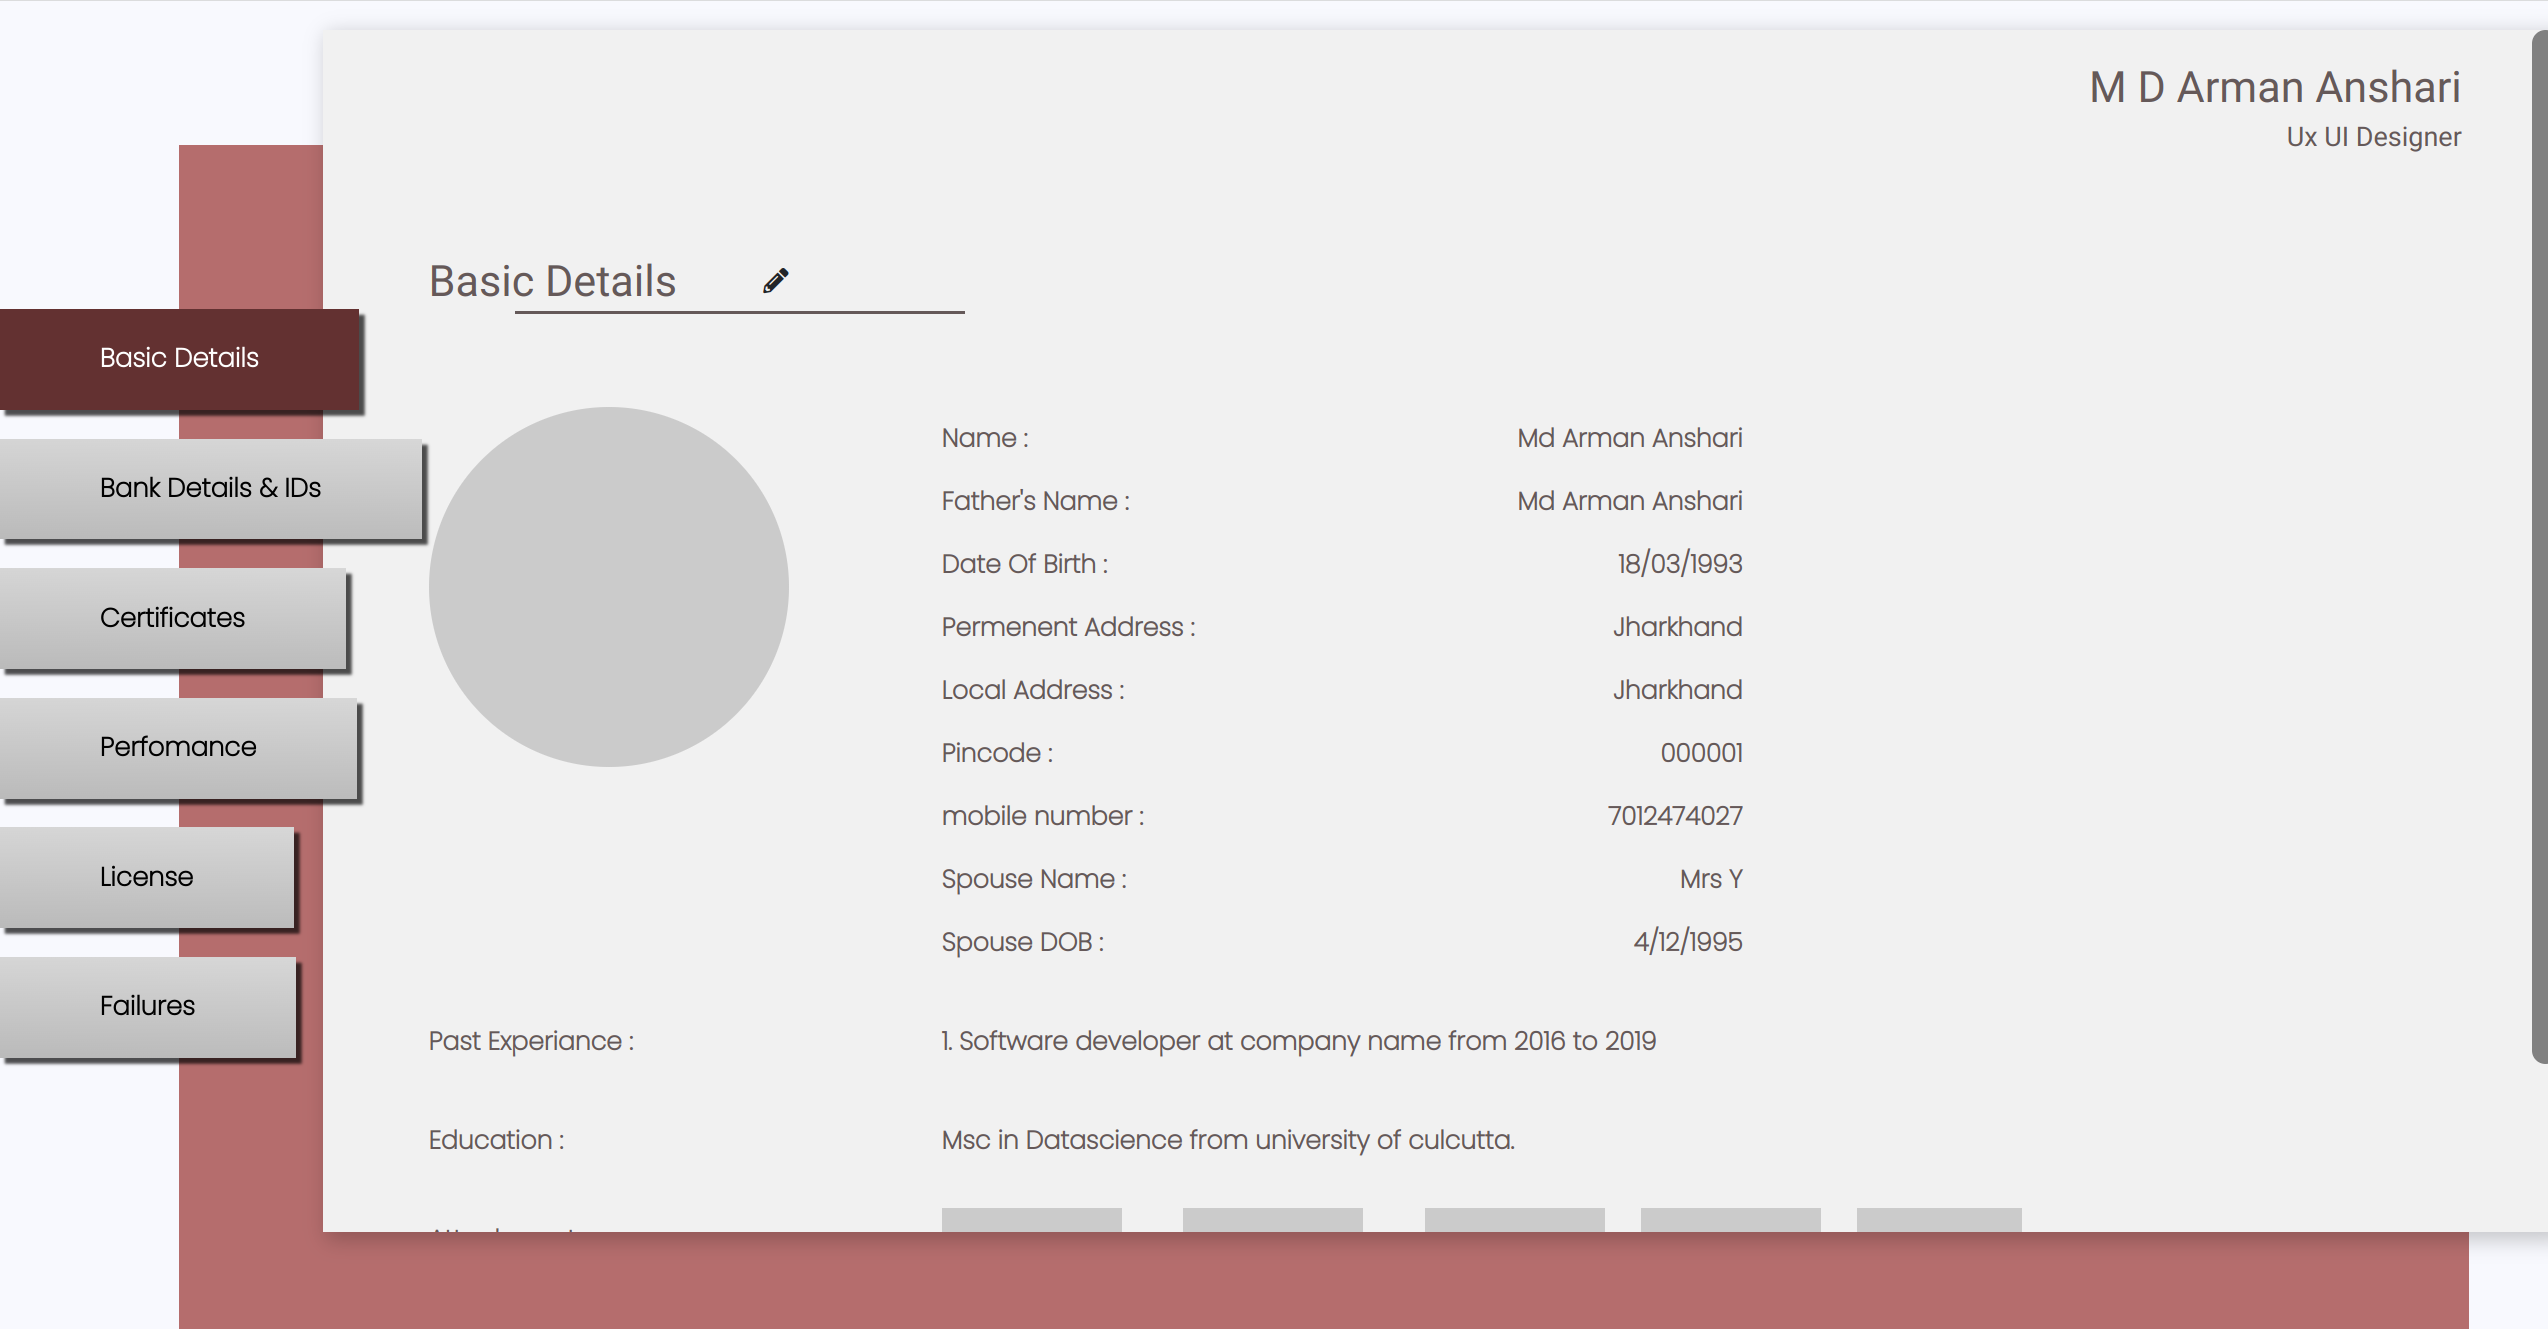 M D Arman Anshari
Ux UI Designer
Basic Details
Basic Details
Bank Details & IDs
Certificates
Perfomance
License
Failures
Name : Md Arman Anshari
Father's Name : Md Arman Anshari
Date Of Birth : 18/03/1993
Permenent Address : Jharkhand
Local Address : Jharkhand
Pincode : 000001
mobile number : 7012474027
Spouse Name : Mrs Y
Spouse DOB : 4/12/1995
Past Experiance : 1. Software developer at company name from 2016 to 2019
Education : Msc in Datascience from university of culcutta.